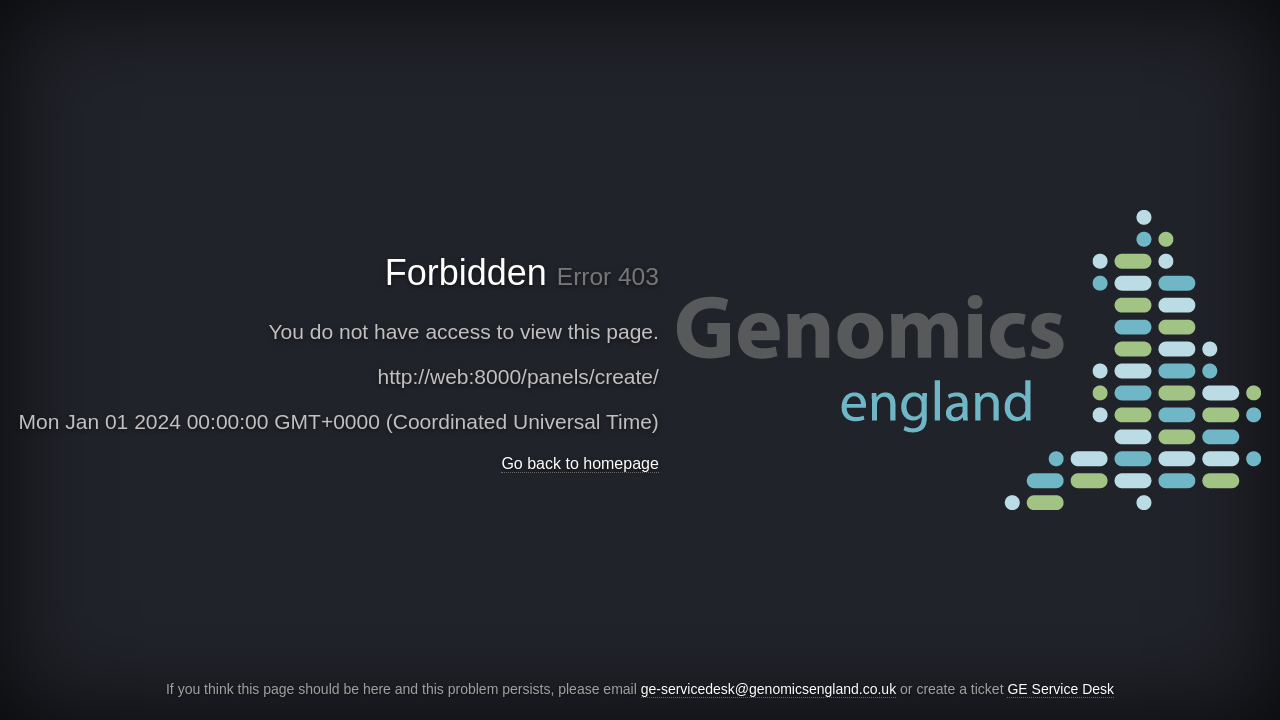 Forbidden Error 403
You do not have access to view this page.
http://web:8000/panels/create/
Mon Jan 01 2024 00:00:00 GMT+0000 (Coordinated Universal Time)
Go back to homepage
Genomics
england
If you think this page should be here and this problem persists, please email ge-servicedesk@genomicsengland.co.uk or create a ticket GE Service Desk